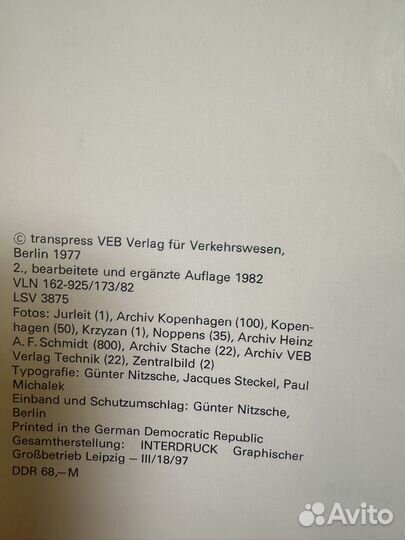 © transpress VEB Verlag für Verkehrswesen,
Berlin 1977
2., bearbeitete und ergänzte Auflage 1982
VLN 162-925/173/82
LSV 3875
Fotos: Jurleit (1), Archiv Kopenhagen (100), Kopen-
hagen (50), Krzyzan (1), Noppens (35), Archiv Heinz
A. F. Schmidt (800), Archiv Stache (22), Archiv VEB
Verlag Technik (22), Zentralbild (2)
Typografie: Günter Nitzsche, Jacques Steckel, Paul
Michalek
Einband und Schutzumschlag: Günter Nitzsche,
Berlin
Printed in the German Democratic Republic
Gesamtherstellung: INTERDRUCK Graphischer
Großbetrieb Leipzig – III/18/97
DDR 68,–M
Avito